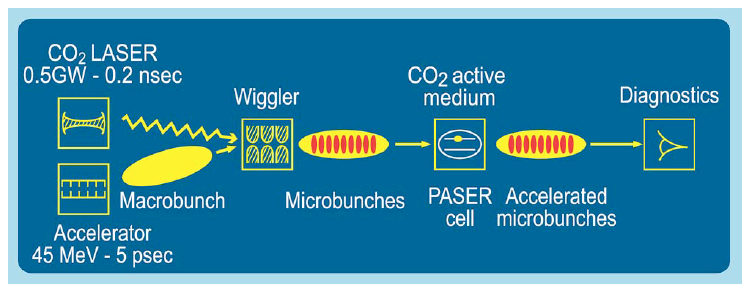 CO2 LASER
0.5GW - 0.2 nsec
Wiggler
CO2 active
medium
Diagnostics
Macrobunch
Microbunches
PASER
cell
Accelerated
microbunches
Accelerator
45 MeV - 5 psec